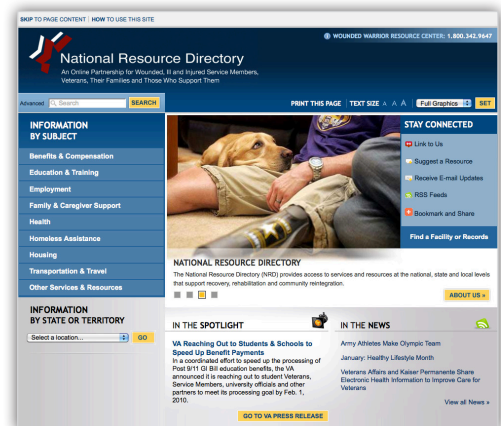 SKIP TO PAGE CONTENT | HOW TO USE THIS SITE
WOUNDED WARRIOR RESOURCE CENTER: 1.800.342.9647
National Resource Directory
An Online Partnership for Wounded, Ill and Injured Service Members,
Veterans, Their Families and Those Who Support Them
Advanced Search SEARCH
PRINT THIS PAGE | TEXT SIZE A A A | Full Graphics SET
INFORMATION
BY SUBJECT
Benefits & Compensation
Education & Training
Employment
Family & Caregiver Support
Health
Homeless Assistance
Housing
Transportation & Travel
Other Services & Resources
INFORMATION
BY STATE OR TERRITORY
Select a location... GO
STAY CONNECTED
Link to Us
Suggest a Resource
Receive E-mail Updates
RSS Feeds
Bookmark and Share
Find a Facility or Records
NATIONAL RESOURCE DIRECTORY
The National Resource Directory (NRD) provides access to services and resources at the national, state and local levels
that support recovery, rehabilitation and community reintegration.
ABOUT US »
IN THE SPOTLIGHT
VA Reaching Out to Students & Schools to
Speed Up Benefit Payments
In a coordinated effort to speed up the processing of
Post 9/11 GI Bill education benefits, the VA
announced it is reaching out to student Veterans,
Service Members, university officials and other
partners to meet its processing goal by Feb. 1,
2010.
GO TO VA PRESS RELEASE
IN THE NEWS
Army Athletes Make Olympic Team
January: Healthy Lifestyle Month
Veterans Affairs and Kaiser Permanente Share
Electronic Health Information to Improve Care for
Veterans
View all News »